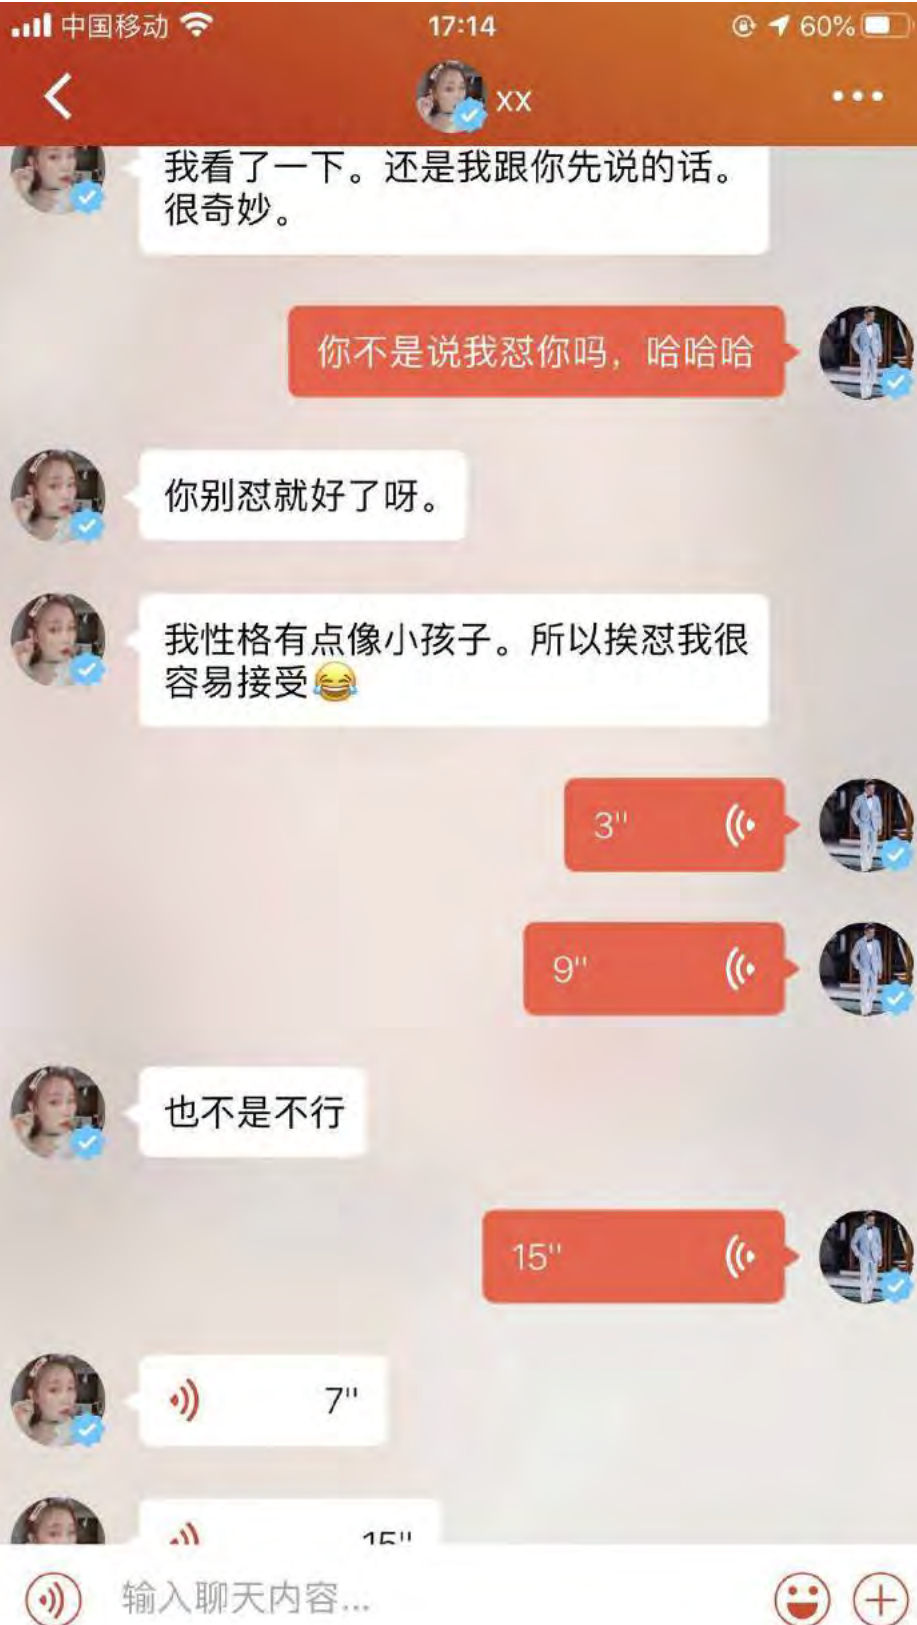 中国移动
17:14
60%
xx
我看了一下。还是我跟你先说的话。
很奇妙。
你不是说我怼你吗，哈哈哈
你别怼就好了呀。
我性格有点像小孩子。所以挨怼我很
容易接受😂
3"
9"
也不是不行
15"
7"
15"
输入聊天内容...